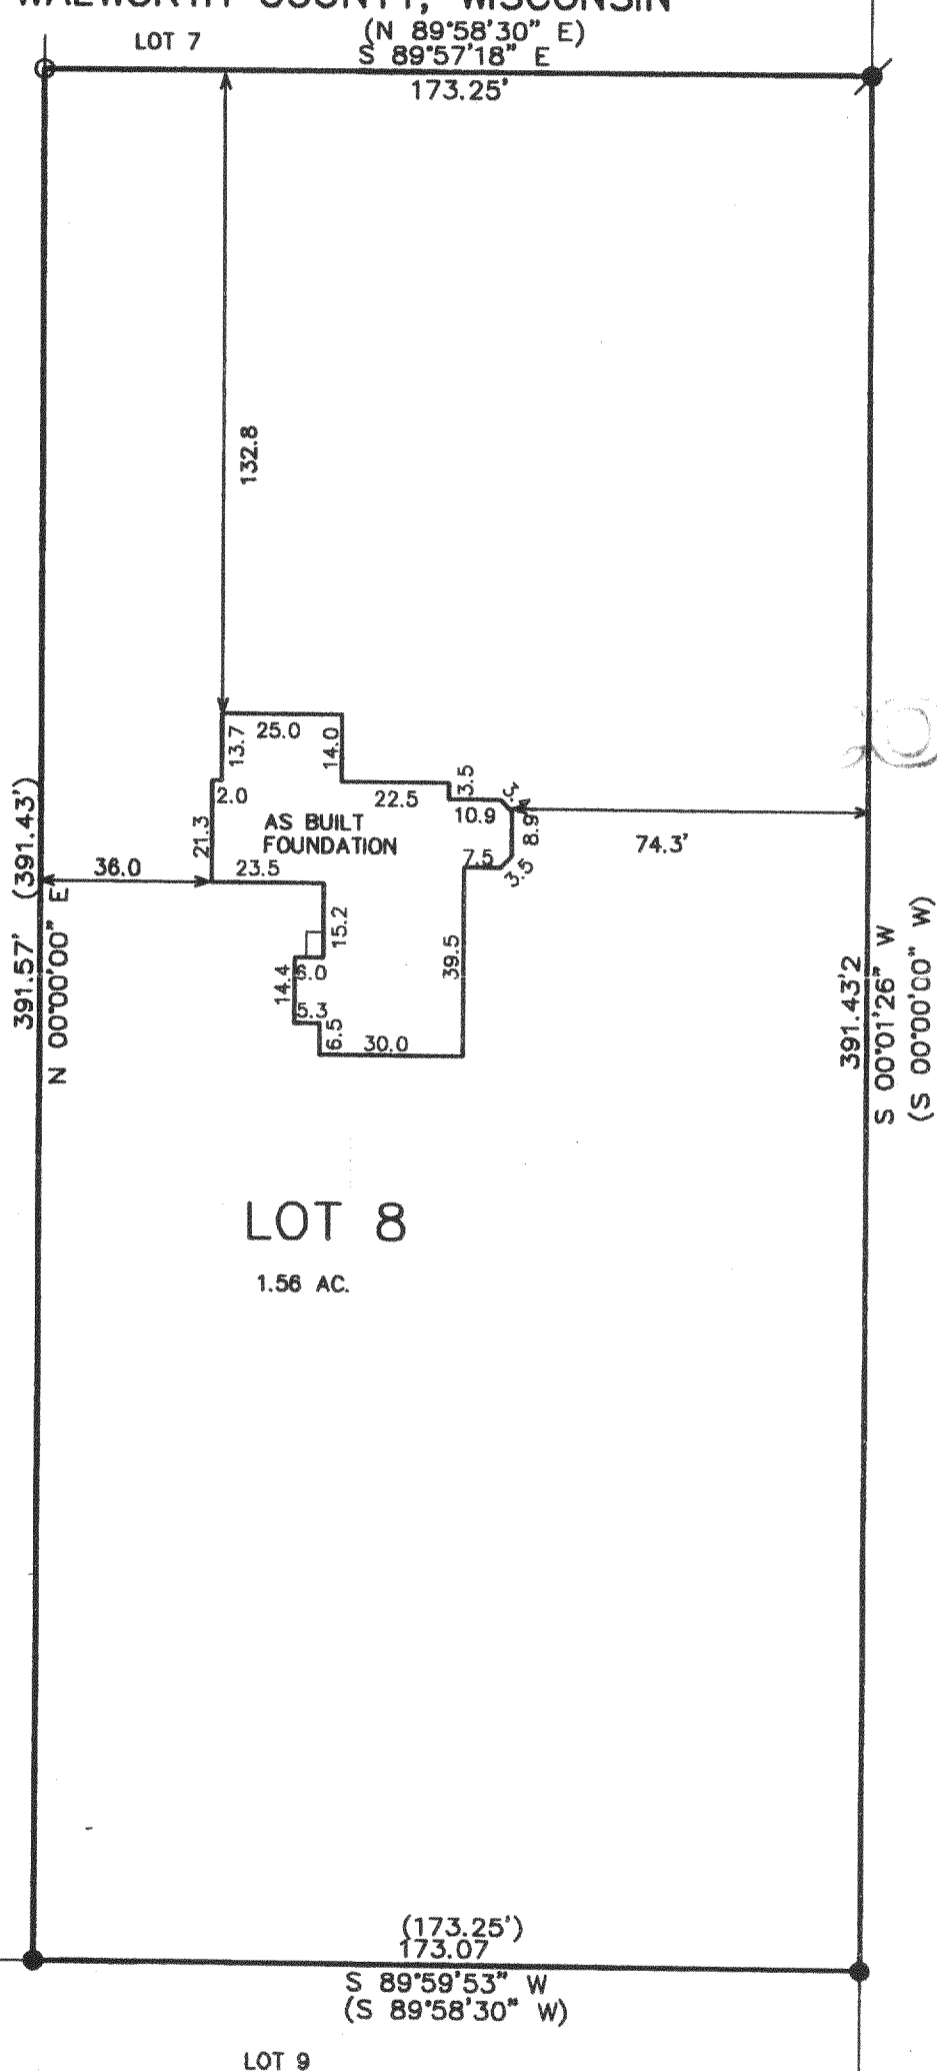 WALWORTH COUNTY, WISCONSIN
(N 89°58'30" E)
LOT 7
S 89°57'18" E
173.25'
132.8
25.0
13.7
14.0
2.0
22.5
3.5
10.9
8.9
74.3'
AS BUILT
FOUNDATION
21.3
36.0
23.5
7.5
3.5
15.2
14.4
5.3
6.5
39.5
30.0
391.57' (391.43')
N 00°00'00" E
391.43'2
S 00°01'26" W
(S 00°00'00" W)
LOT 8
1.56 AC.
(173.25')
173.07
S 89°59'53" W
(S 89°58'30" W)
LOT 9